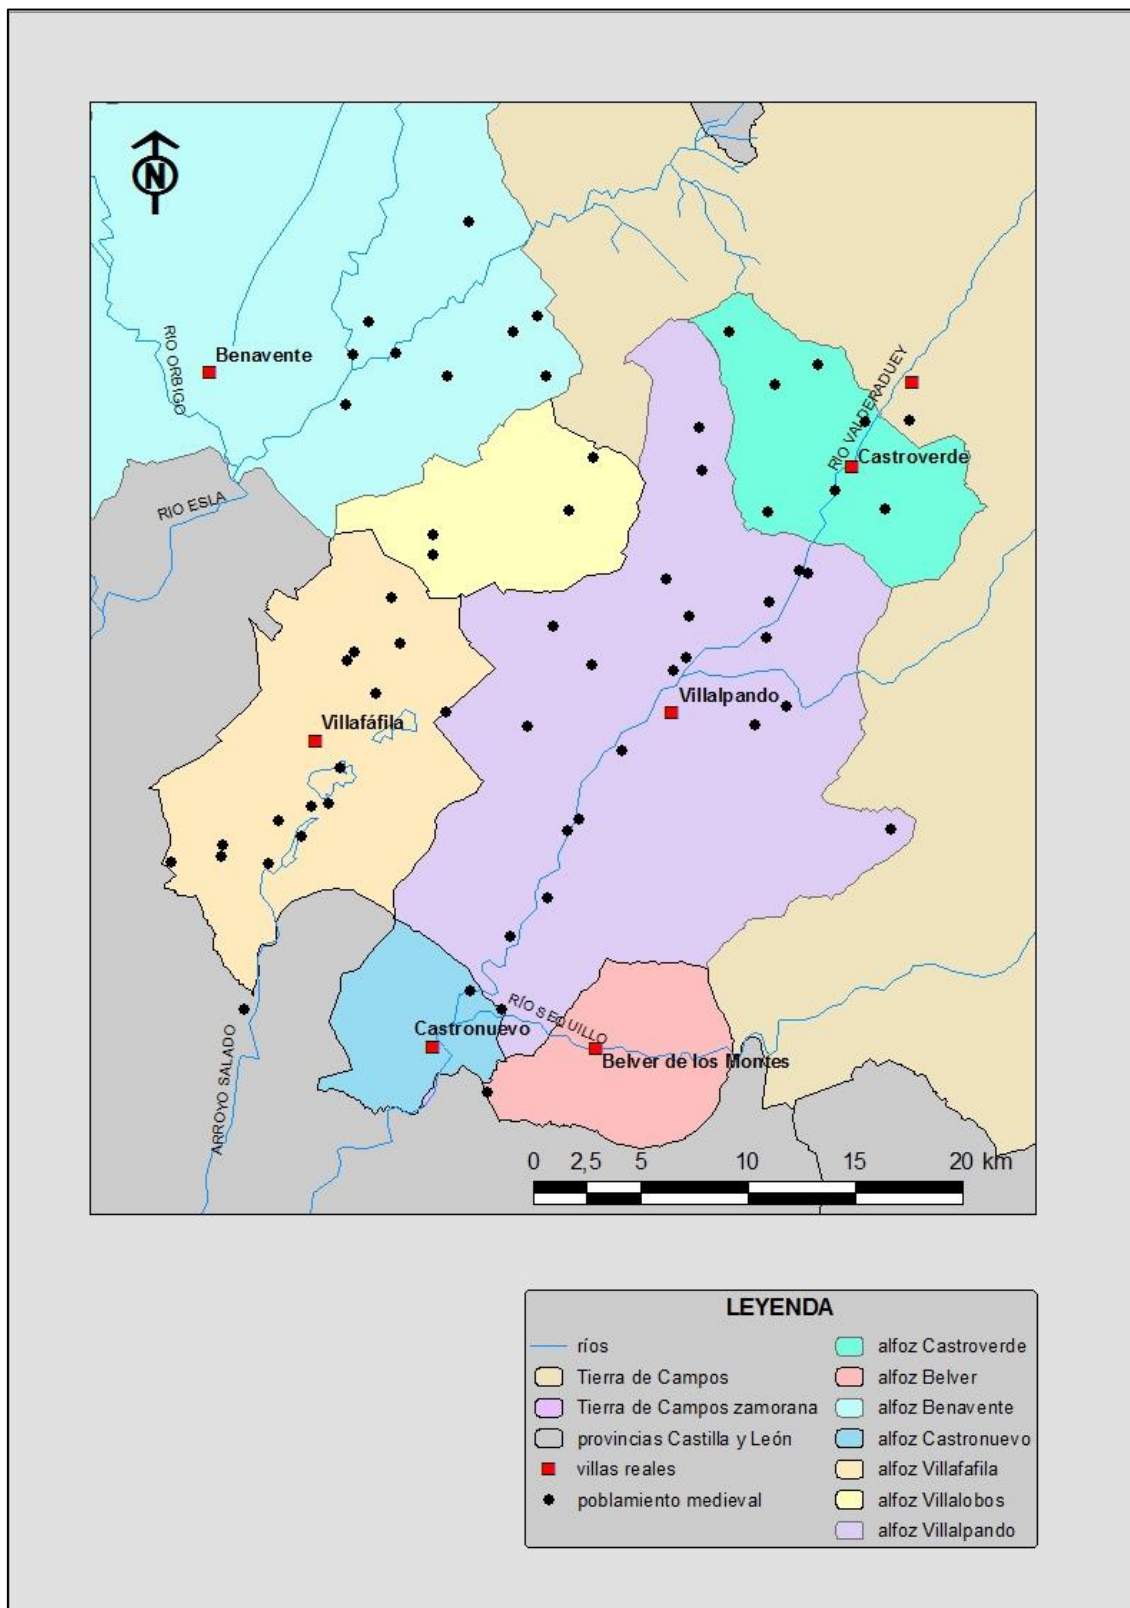 N
RIO ORBIGO
Benavente
RIO VALDERADUEY
Castroverde
RIO ESLA
Villalpando
Villafáfila
RÍO SEQUILLO
Castronuevo
Belver de los Montes
ARROYO SALADO
0 2,5 5 10 15 20 km
LEYENDA
ríos
Tierra de Campos
Tierra de Campos zamorana
provincias Castilla y León
villas reales
poblamiento medieval
alfoz Castroverde
alfoz Belver
alfoz Benavente
alfoz Castronuevo
alfoz Villafafila
alfoz Villalobos
alfoz Villalpando